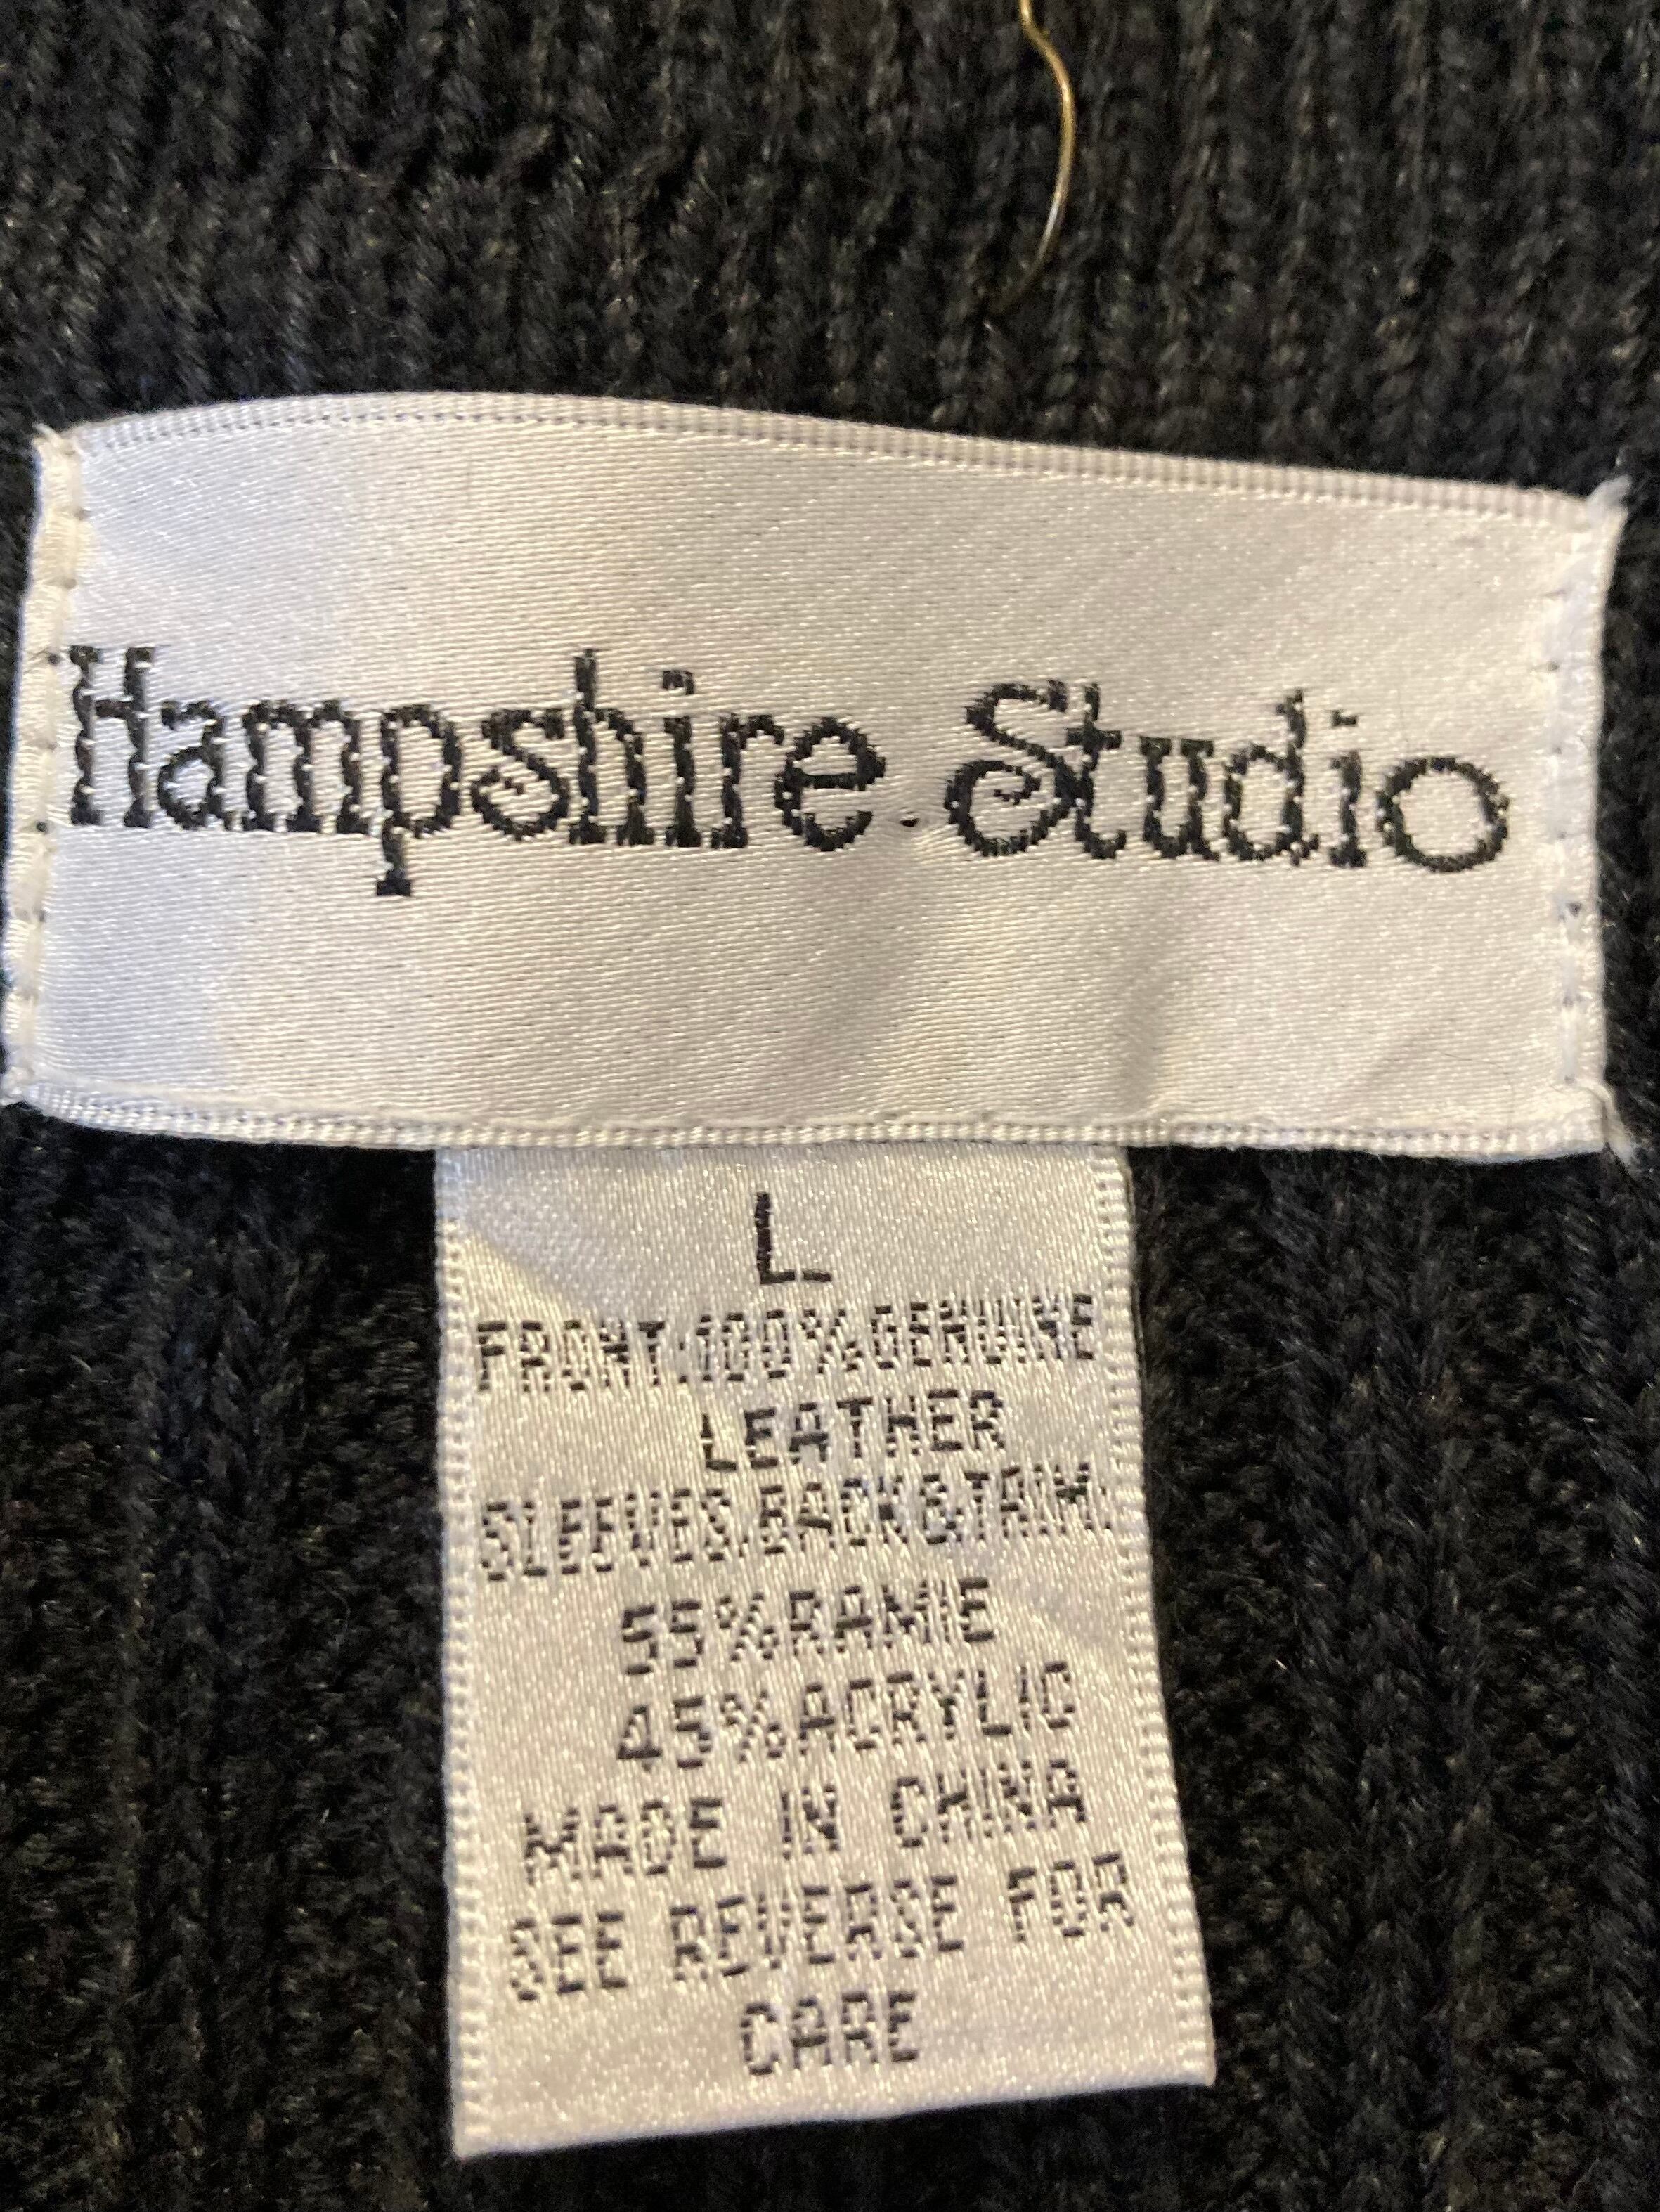 Hampshire Studio
L
FRONT:100%GENUINE
LEATHER
SLEEVES,BACK&TRIM:
55%RAMIE
45%ACRYLIC
MADE IN CHINA
SEE REVERSE FOR
CARE